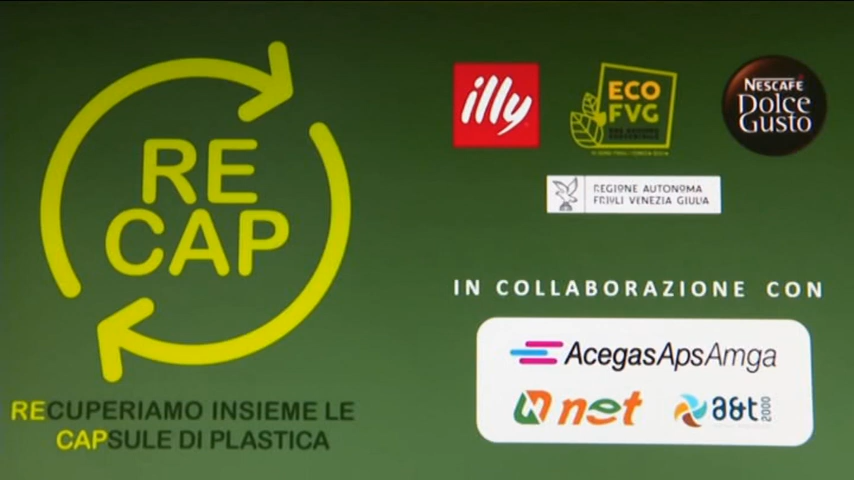 RE
CAP
RECUPERIAMO INSIEME LE
CAPSULE DI PLASTICA
illy
ECO
FVG
NESCAFÉ
Dolce
Gusto
REGIONE AUTONOMA
FRIULI VENEZIA GIULIA
IN COLLABORAZIONE CON
AcegasApsAmga
net
a&t 2000